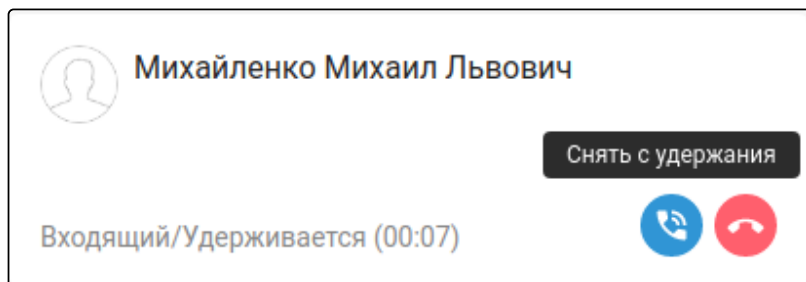 Михайленко Михаил Львович
Снять с удержания
Входящий/Удерживается (00:07)